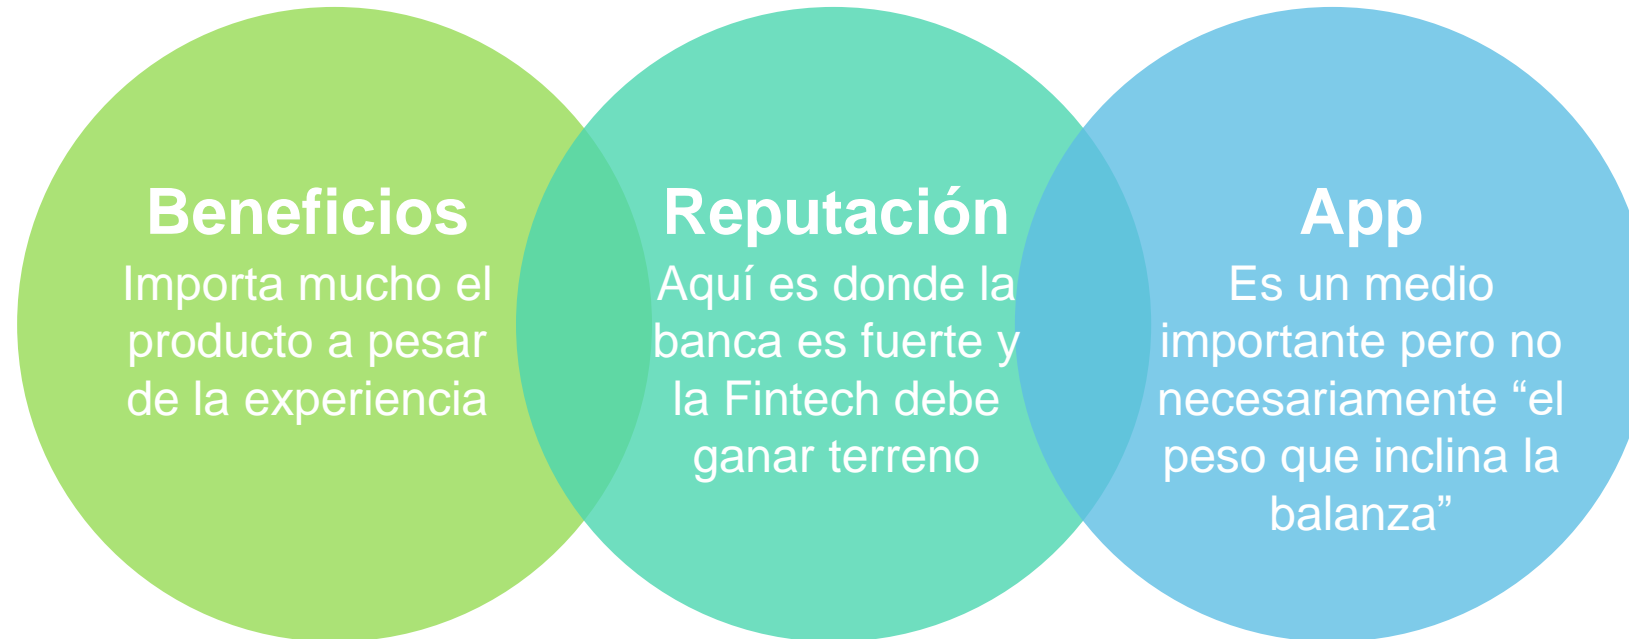 Beneficios
Importa mucho el
producto a pesar
de la experiencia
Reputación
Aquí es donde la
banca es fuerte y
la Fintech debe
ganar terreno
App
Es un medio
importante pero no
necesariamente “el
peso que inclina la
balanza”